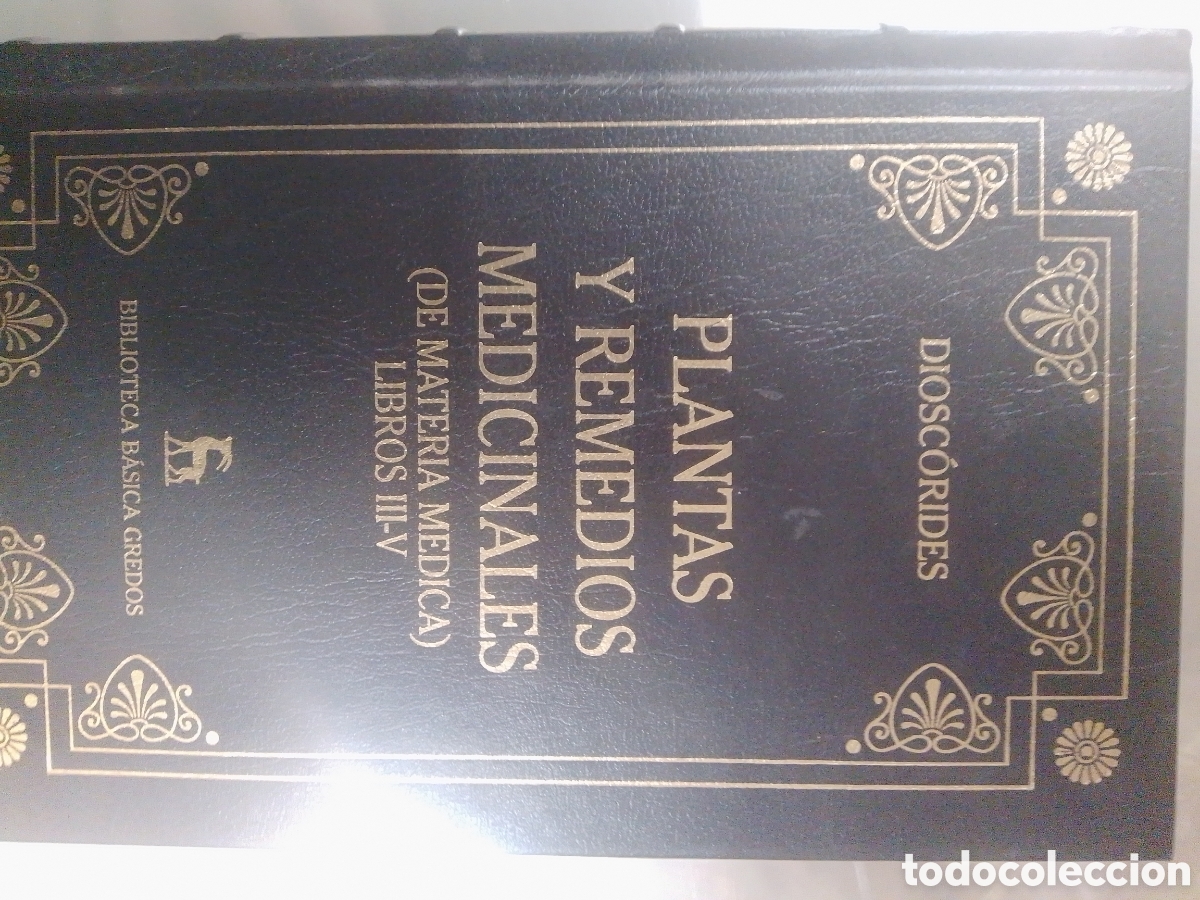 DIOSCÓRIDES
PLANTAS
Y REMEDIOS
MEDICINALES
(DE MATERIA MEDICA)
LIBROS III-V
BIBLIOTECA BÁSICA GREDOS
todocoleccion